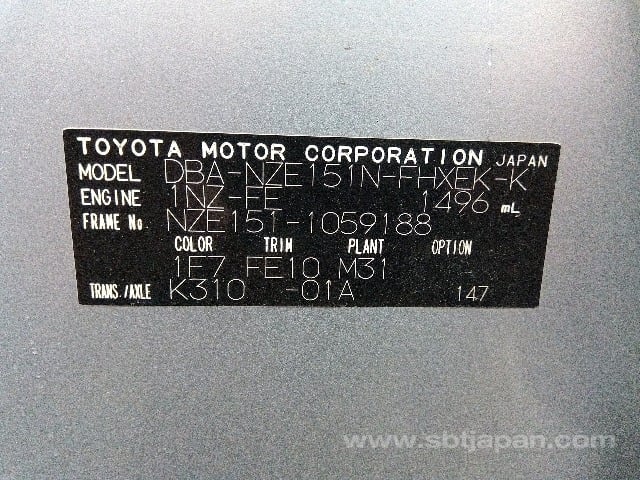 TOYOTA MOTOR CORPORATION JAPAN
MODEL DBA-NZE151N-FHXEK-K
ENGINE 1NZ-FE 1496 mL
FRAME No NZE151-1059188
COLOR TRIM PLANT OPTION
1E7 FE10 M31
TRANS./AXLE K310 -01A 147
www.sbtjapan.com